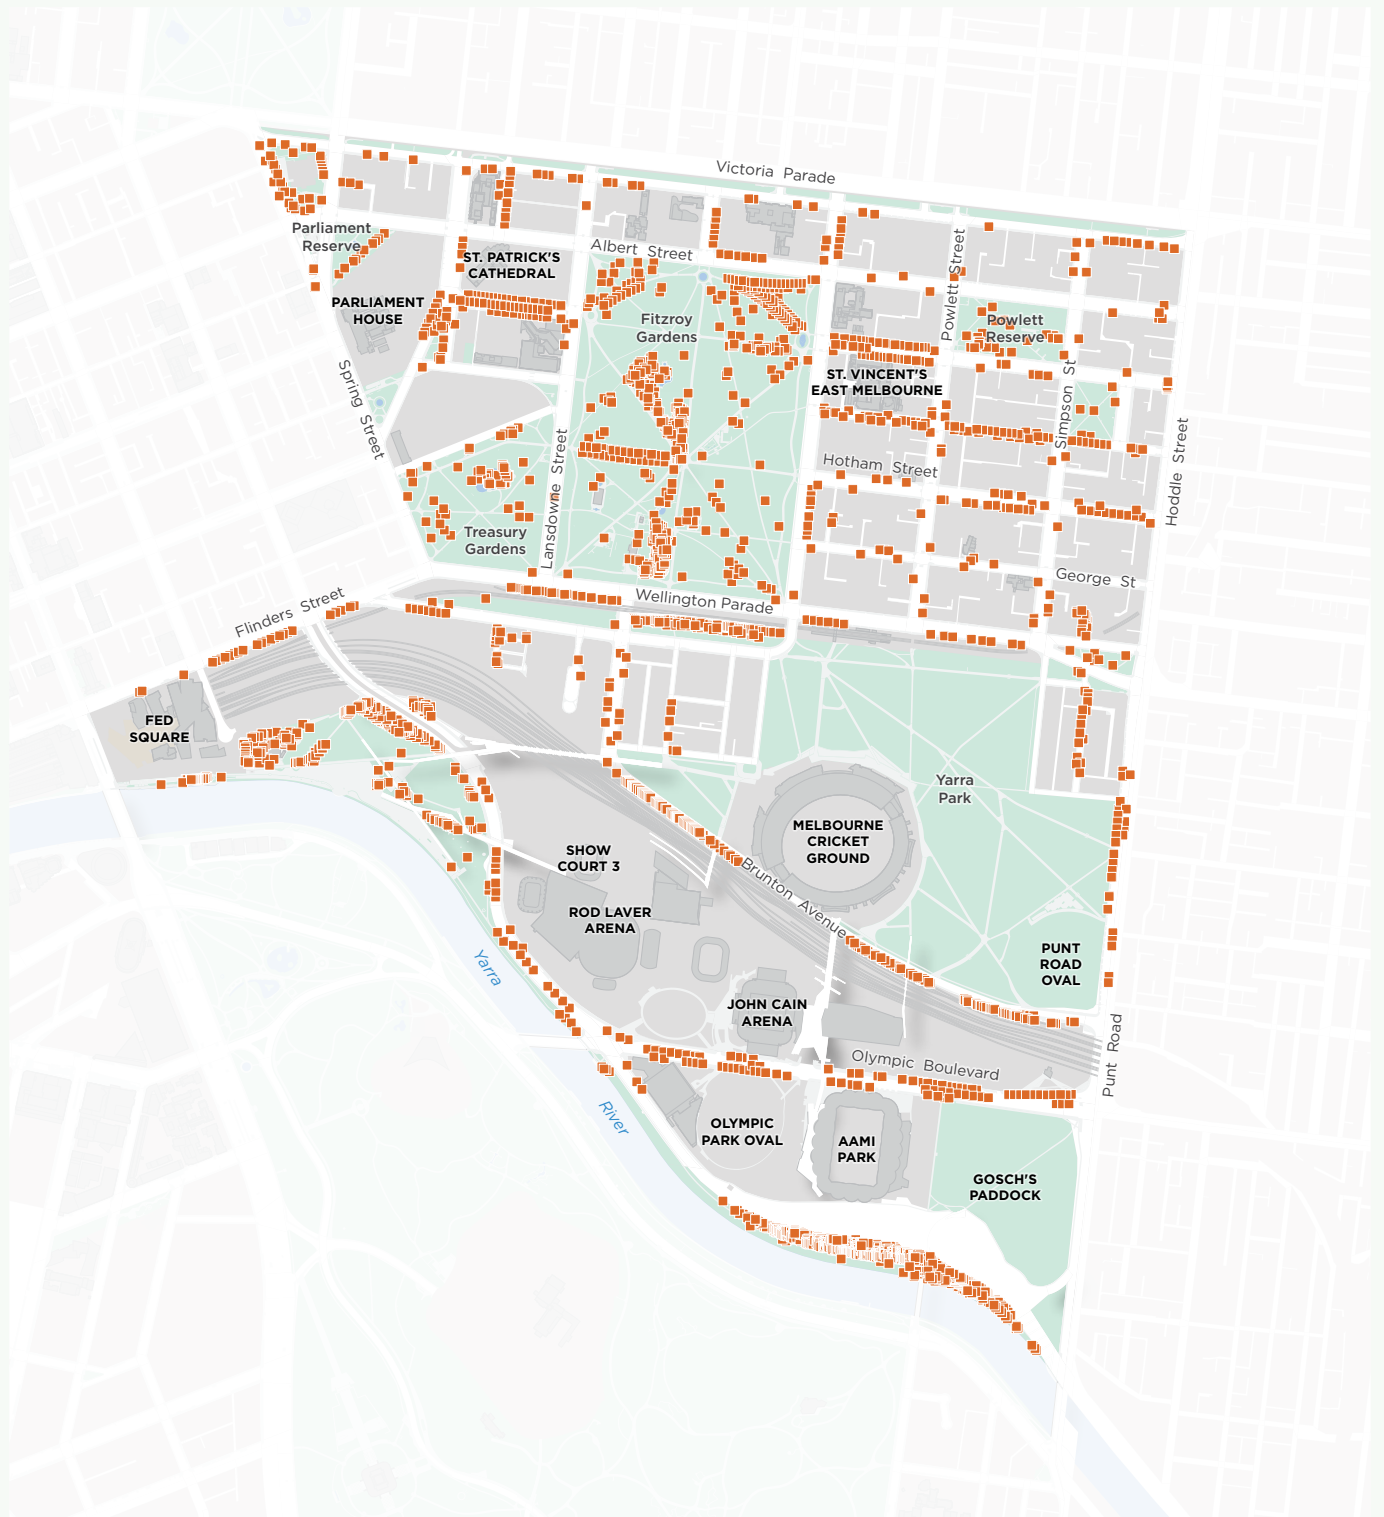 Victoria Parade
Parliament
Reserve
Albert Street
ST. PATRICK'S
CATHEDRAL
Powlett Street
PARLIAMENT
HOUSE
Fitzroy
Gardens
Powlett
Reserve
Spring Street
ST. VINCENT'S
EAST MELBOURNE
Simpson St
Hoddle Street
Hotham Street
Lansdowne Street
Treasury
Gardens
George St
Flinders Street
Wellington Parade
FED
SQUARE
Yarra
Park
MELBOURNE
CRICKET
GROUND
SHOW
COURT 3
Brunton Avenue
ROD LAVER
ARENA
PUNT
ROAD
OVAL
Yarra
JOHN CAIN
ARENA
Punt Road
Olympic Boulevard
River
OLYMPIC
PARK OVAL
AAMI
PARK
GOSCH'S
PADDOCK